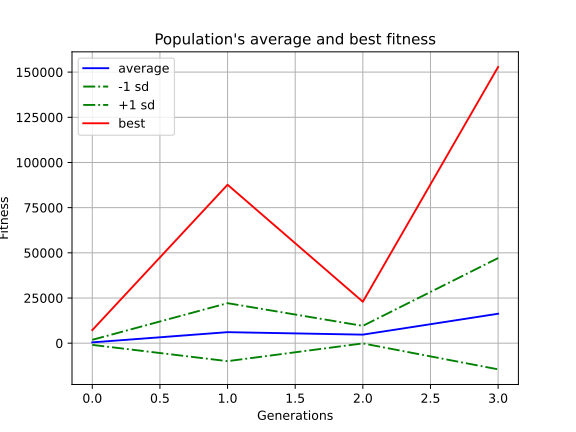 Population's average and best fitness
average
-1 sd
+1 sd
best
150000
125000
100000
75000
50000
25000
0
Fitness
0.0 0.5 1.0 1.5 2.0 2.5 3.0
Generations